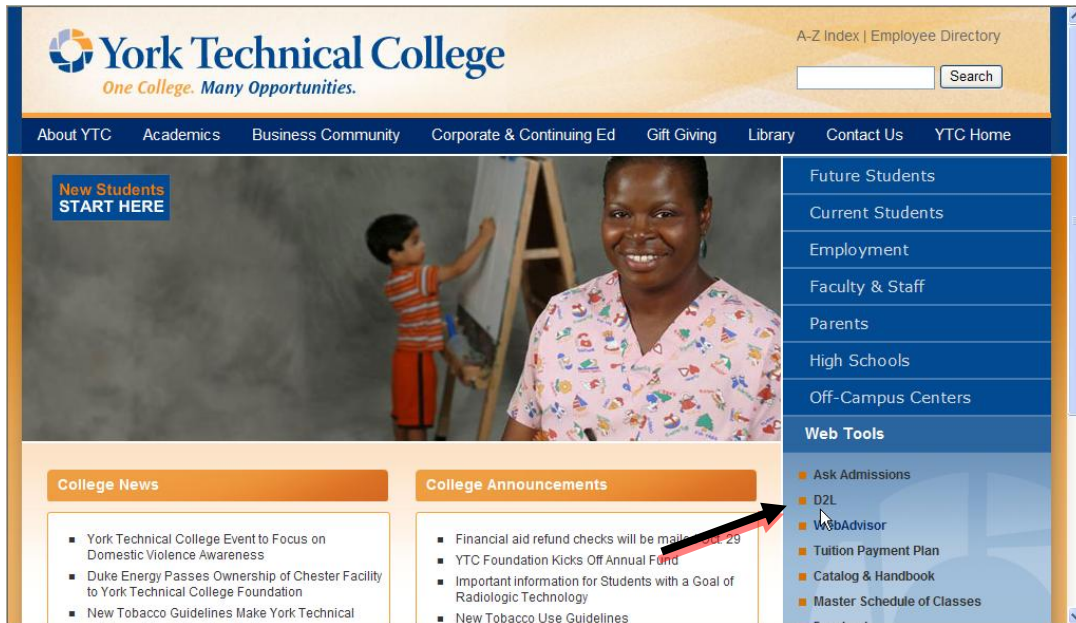 York Technical College
One College. Many Opportunities.
A-Z Index | Employee Directory
Search
About YTC Academics Business Community Corporate & Continuing Ed Gift Giving Library Contact Us YTC Home
New Students
START HERE
Future Students
Current Students
Employment
Faculty & Staff
Parents
High Schools
Off-Campus Centers
Web Tools
Ask Admissions
D2L
WebAdvisor
Tuition Payment Plan
Catalog & Handbook
Master Schedule of Classes
College News
York Technical College Event to Focus on
Domestic Violence Awareness
Duke Energy Passes Ownership of Chester Facility
to York Technical College Foundation
New Tobacco Guidelines Make York Technical
College Announcements
Financial aid refund checks will be mailed Oct. 29
YTC Foundation Kicks Off Annual Fund
Important information for Students with a Goal of
Radiologic Technology
New Tobacco Use Guidelines